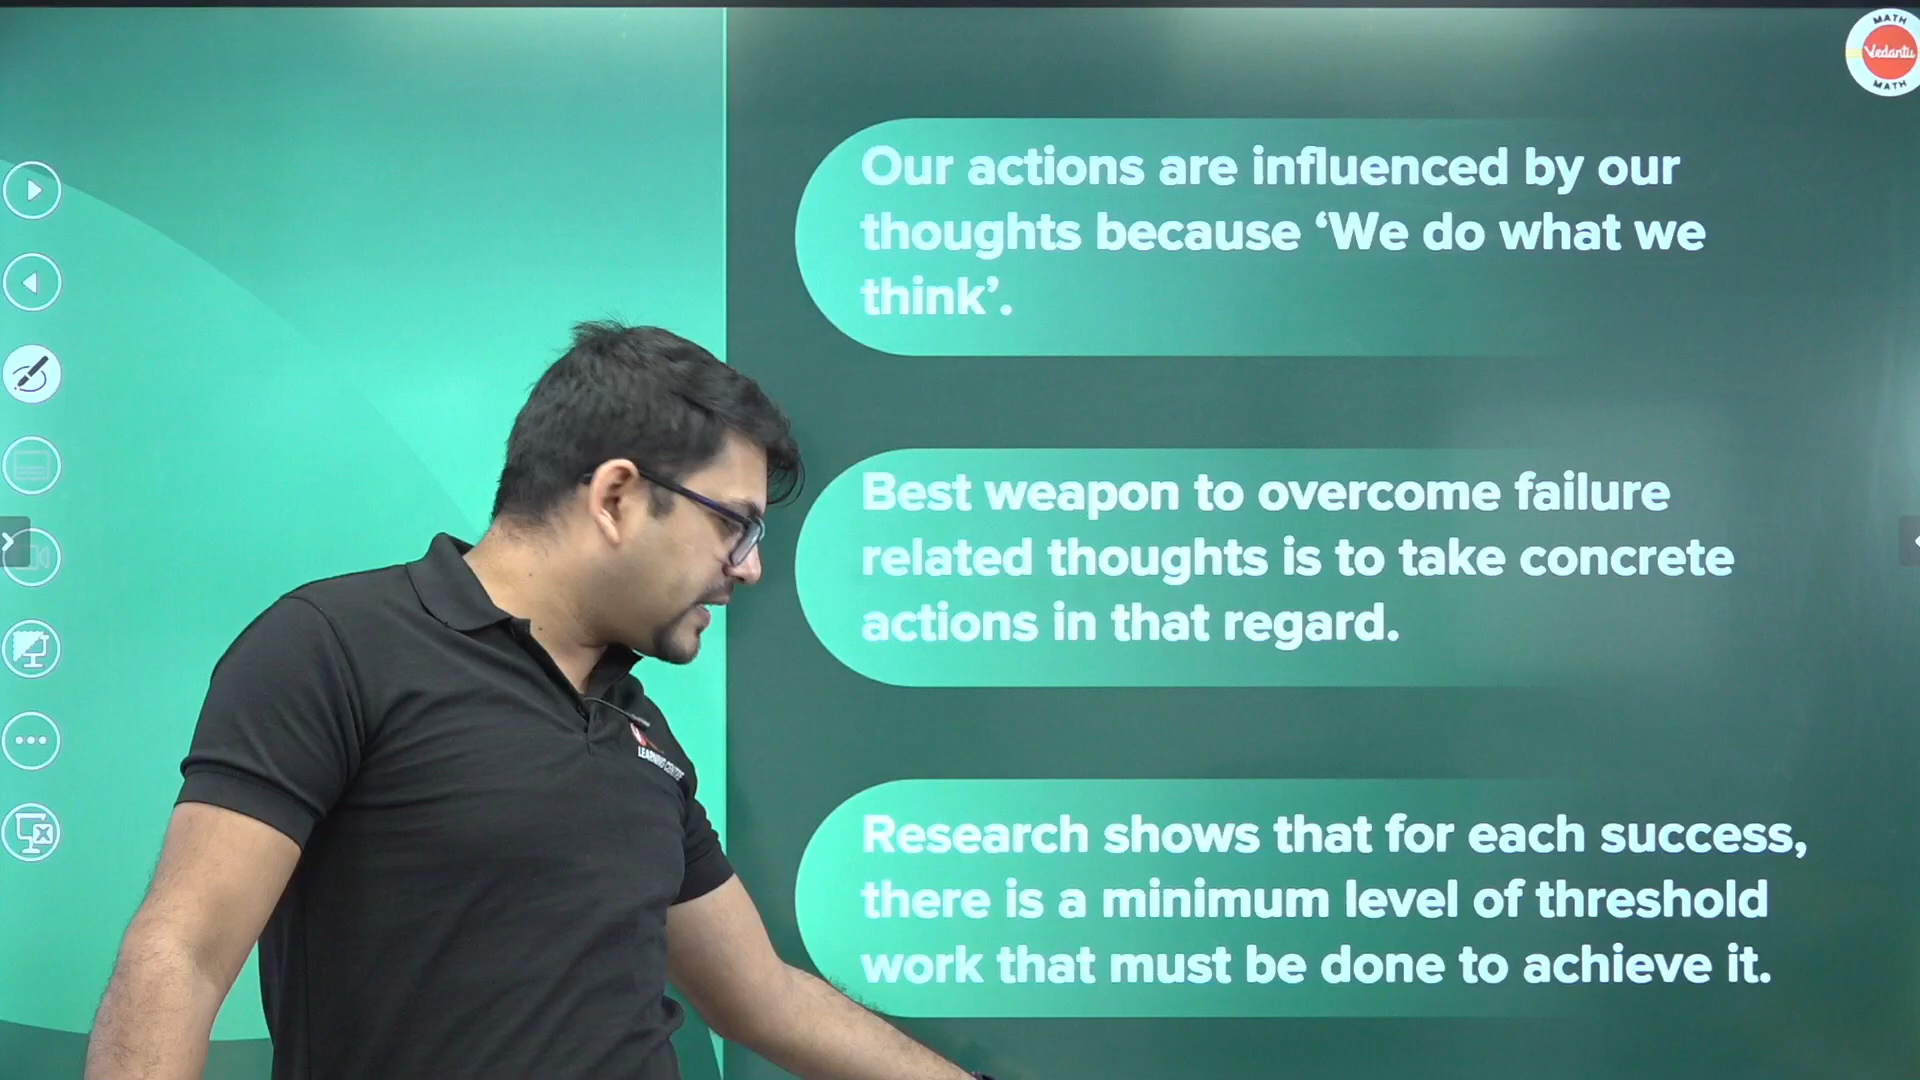 MATH
Vedantu
MATH
Our actions are influenced by our
thoughts because ‘We do what we
think’.
Best weapon to overcome failure
related thoughts is to take concrete
actions in that regard.
Research shows that for each success,
there is a minimum level of threshold
work that must be done to achieve it.
LEARNING CENTRE